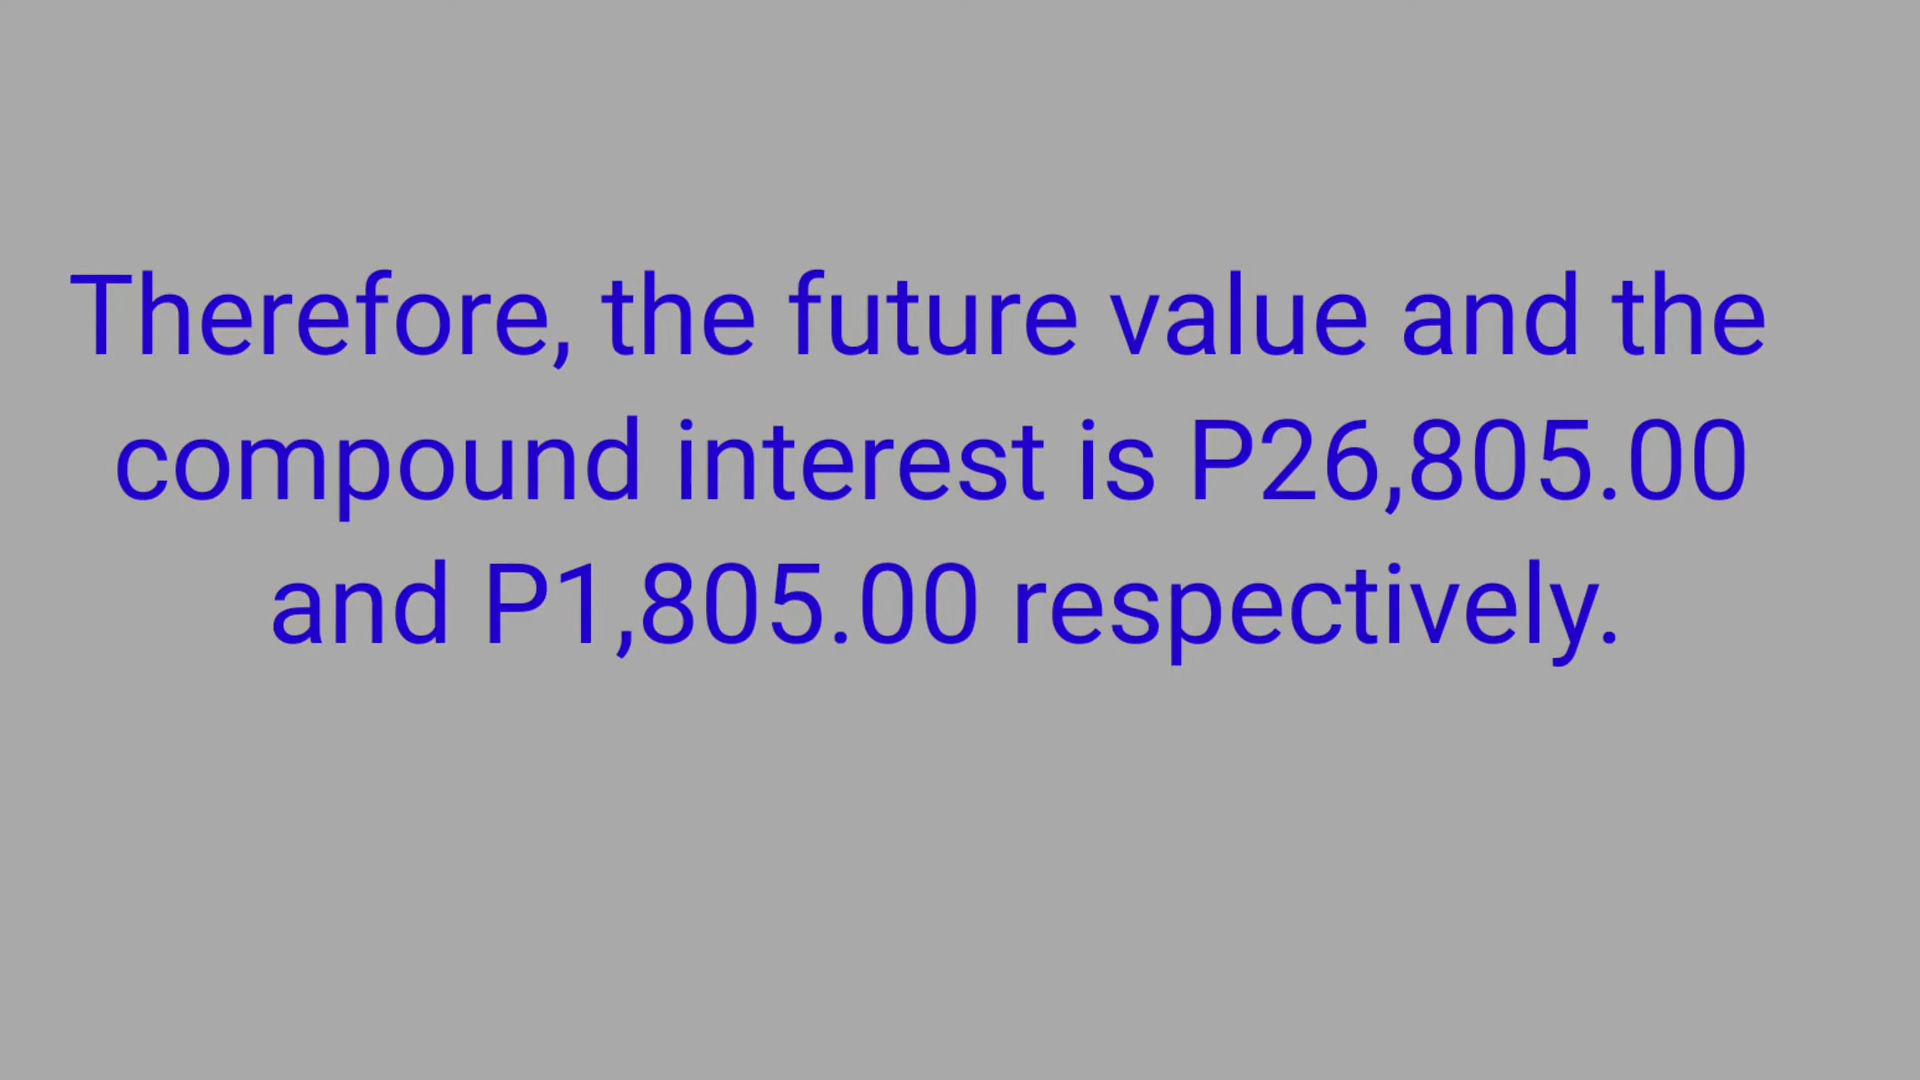 Therefore, the future value and the
compound interest is P26,805.00
and P1,805.00 respectively.